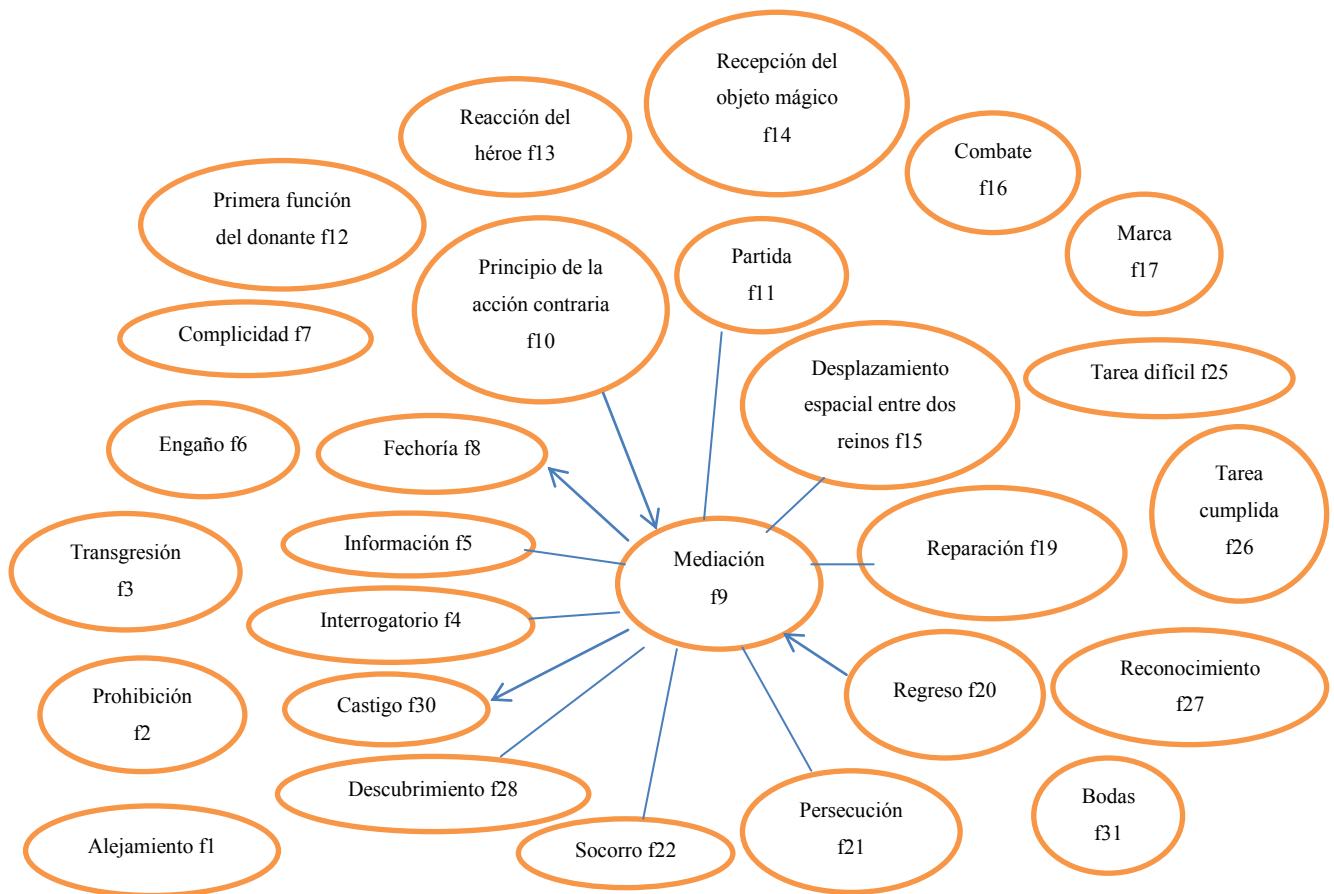 Recepción del
objeto mágico
f14
Reacción del
héroe f13
Combate
f16
Primera función
del donante f12
Marca
f17
Principio de la
acción contraria
f10
Partida
f11
Complicidad f7
Desplazamiento
espacial entre dos
reinos f15
Tarea difícil f25
Engaño f6
Fechoría f8
Tarea
cumplida
f26
Transgresión
f3
Información f5
Mediación
f9
Reparación f19
Interrogatorio f4
Prohibición
f2
Castigo f30
Regreso f20
Reconocimiento
f27
Descubrimiento f28
Persecución
f21
Bodas
f31
Alejamiento f1
Socorro f22